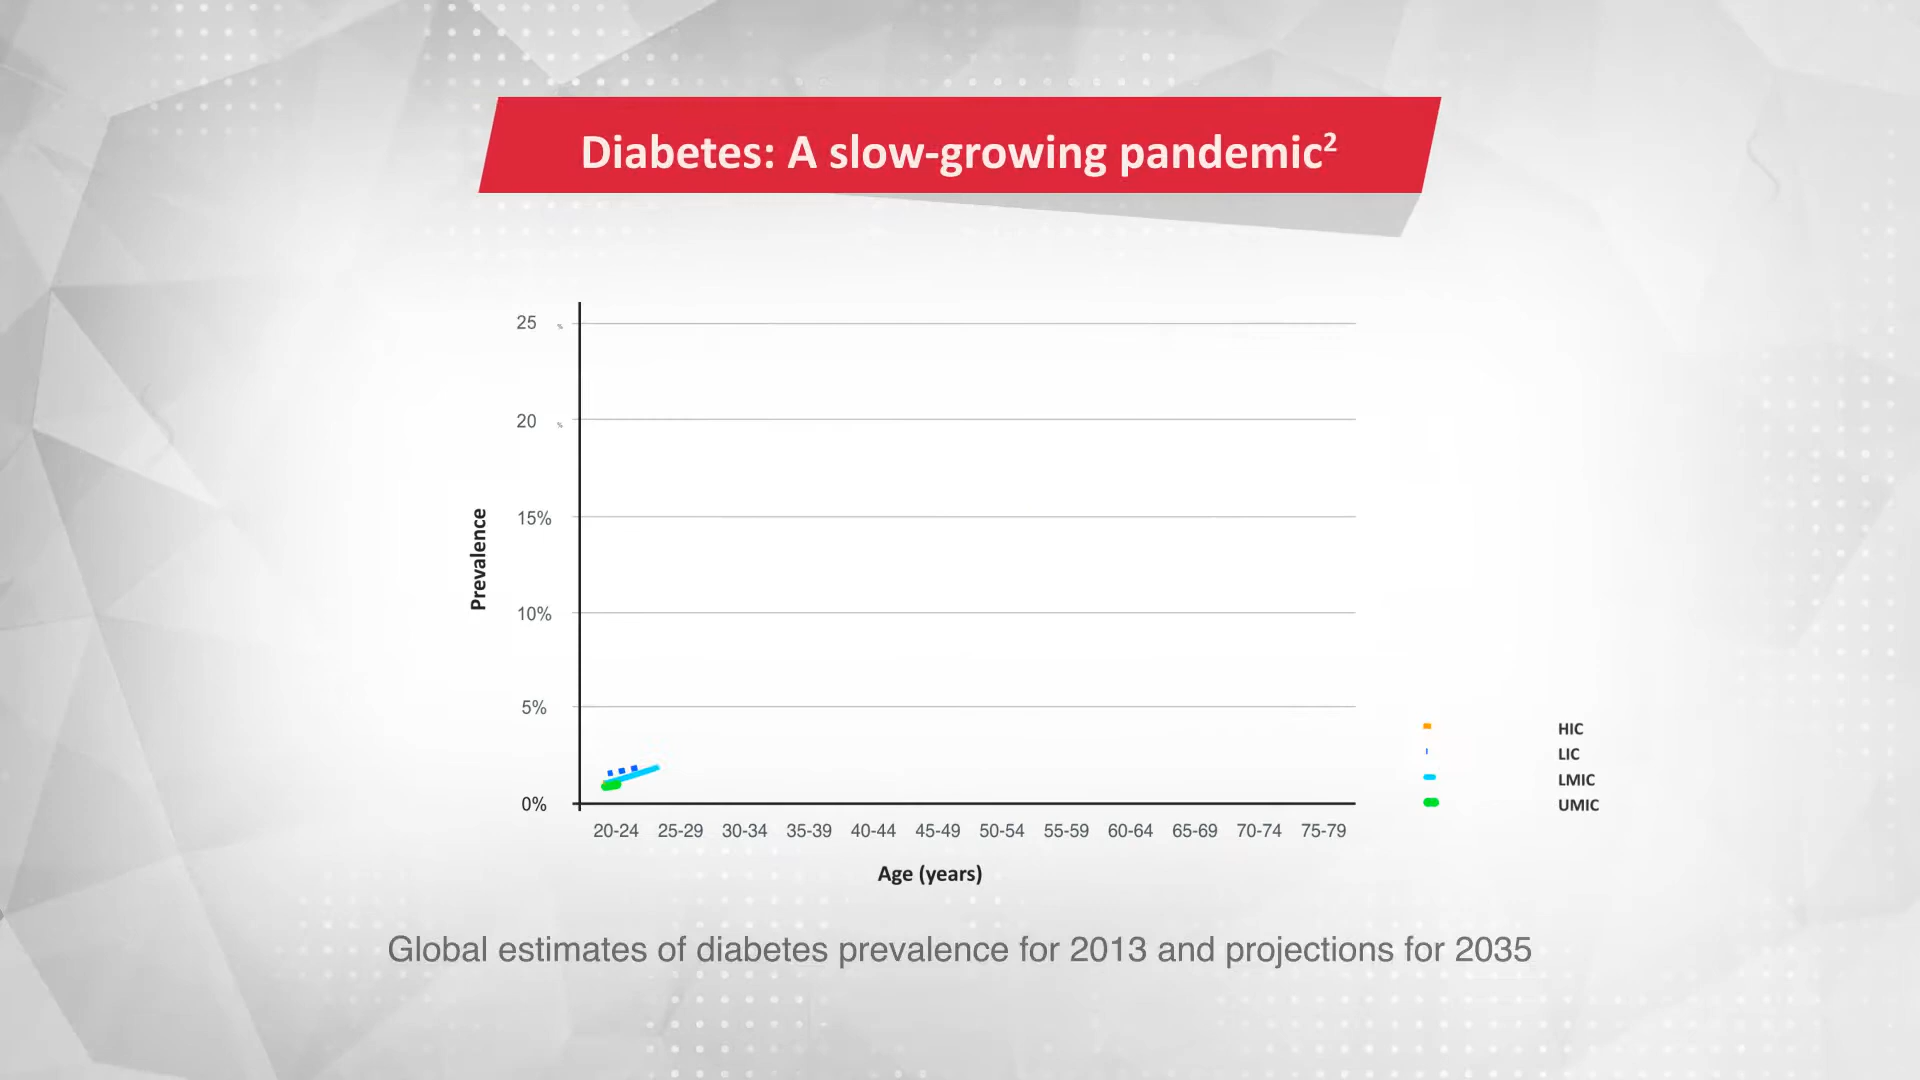 Diabetes: A slow-growing pandemic²
25 %
20 %
15%
10%
5%
0%
Prevalence
20-24 25-29 30-34 35-39 40-44 45-49 50-54 55-59 60-64 65-69 70-74 75-79
Age (years)
HIC
LIC
LMIC
UMIC
Global estimates of diabetes prevalence for 2013 and projections for 2035